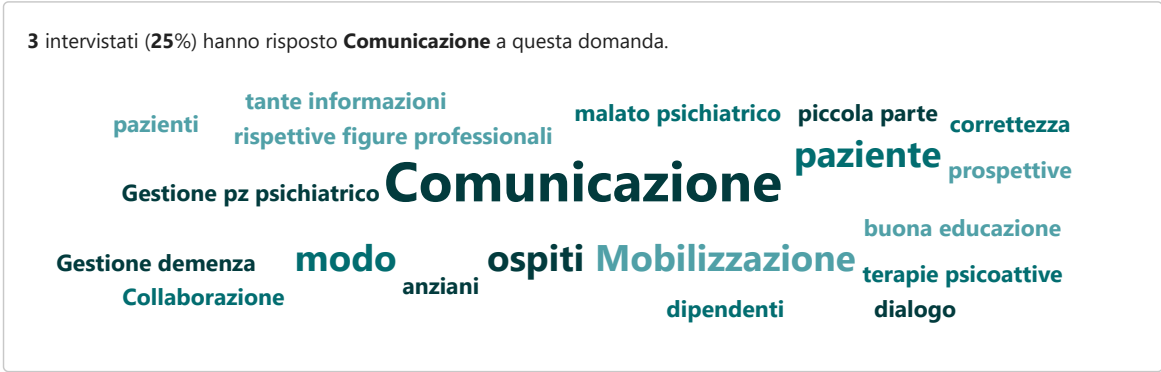 3 intervistati (25%) hanno risposto Comunicazione a questa domanda.
tante informazioni
pazienti
rispettive figure professionali
malato psichiatrico
piccola parte
correttezza
paziente
prospettive
Gestione pz psichiatrico
Comunicazione
buona educazione
Gestione demenza
modo
ospiti
Mobilizzazione
terapie psicoattive
anziani
Collaborazione
dipendenti
dialogo